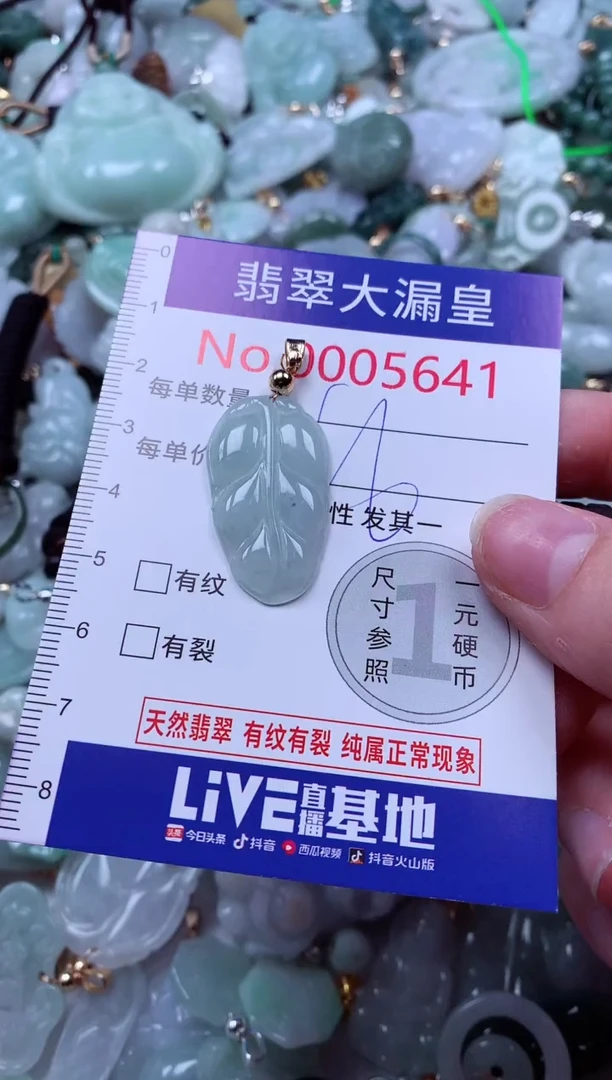 翡翠大漏皇
No 0005641
每单数量
每单价
性 发其一
有纹
有裂
尺寸参照
1
一元硬币
天然翡翠 有纹有裂 纯属正常现象
LiVE直播基地
头条 今日头条 抖音 西瓜视频 抖音火山版
0
1
2
3
4
5
6
7
8